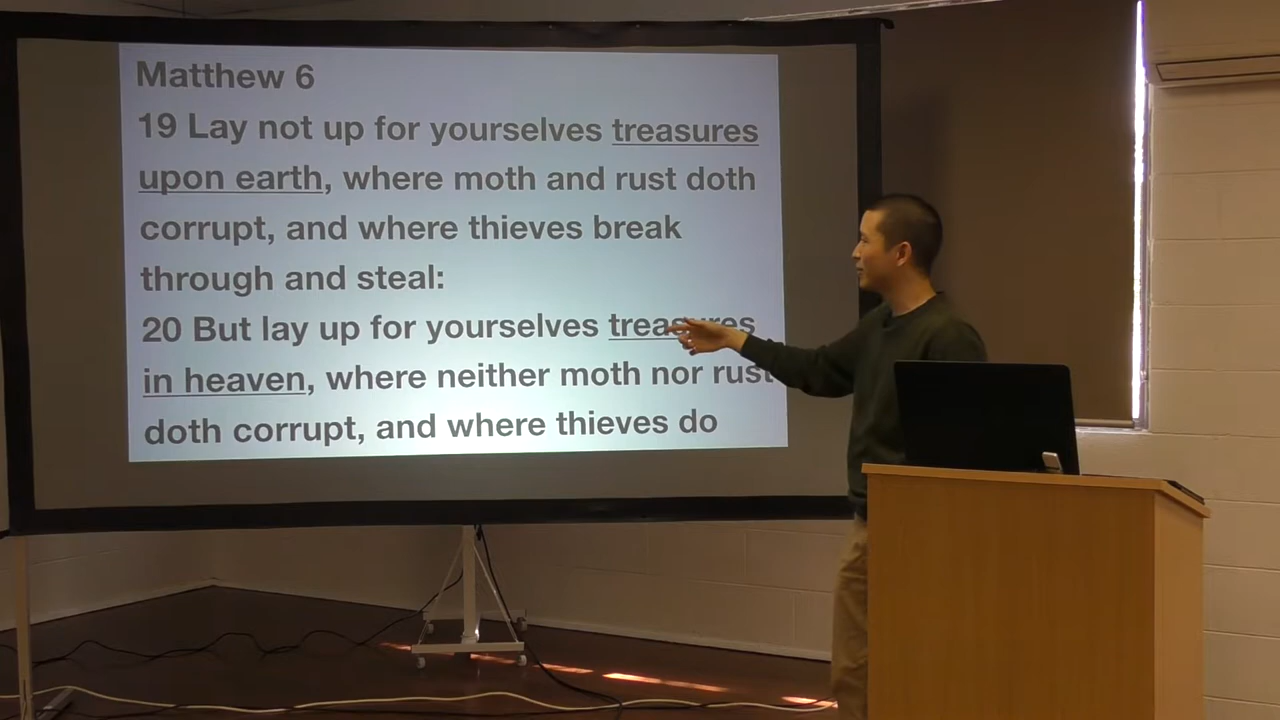 Matthew 6
19 Lay not up for yourselves treasures
upon earth, where moth and rust doth
corrupt, and where thieves break
through and steal:
20 But lay up for yourselves treasures
in heaven, where neither moth nor rust
doth corrupt, and where thieves do